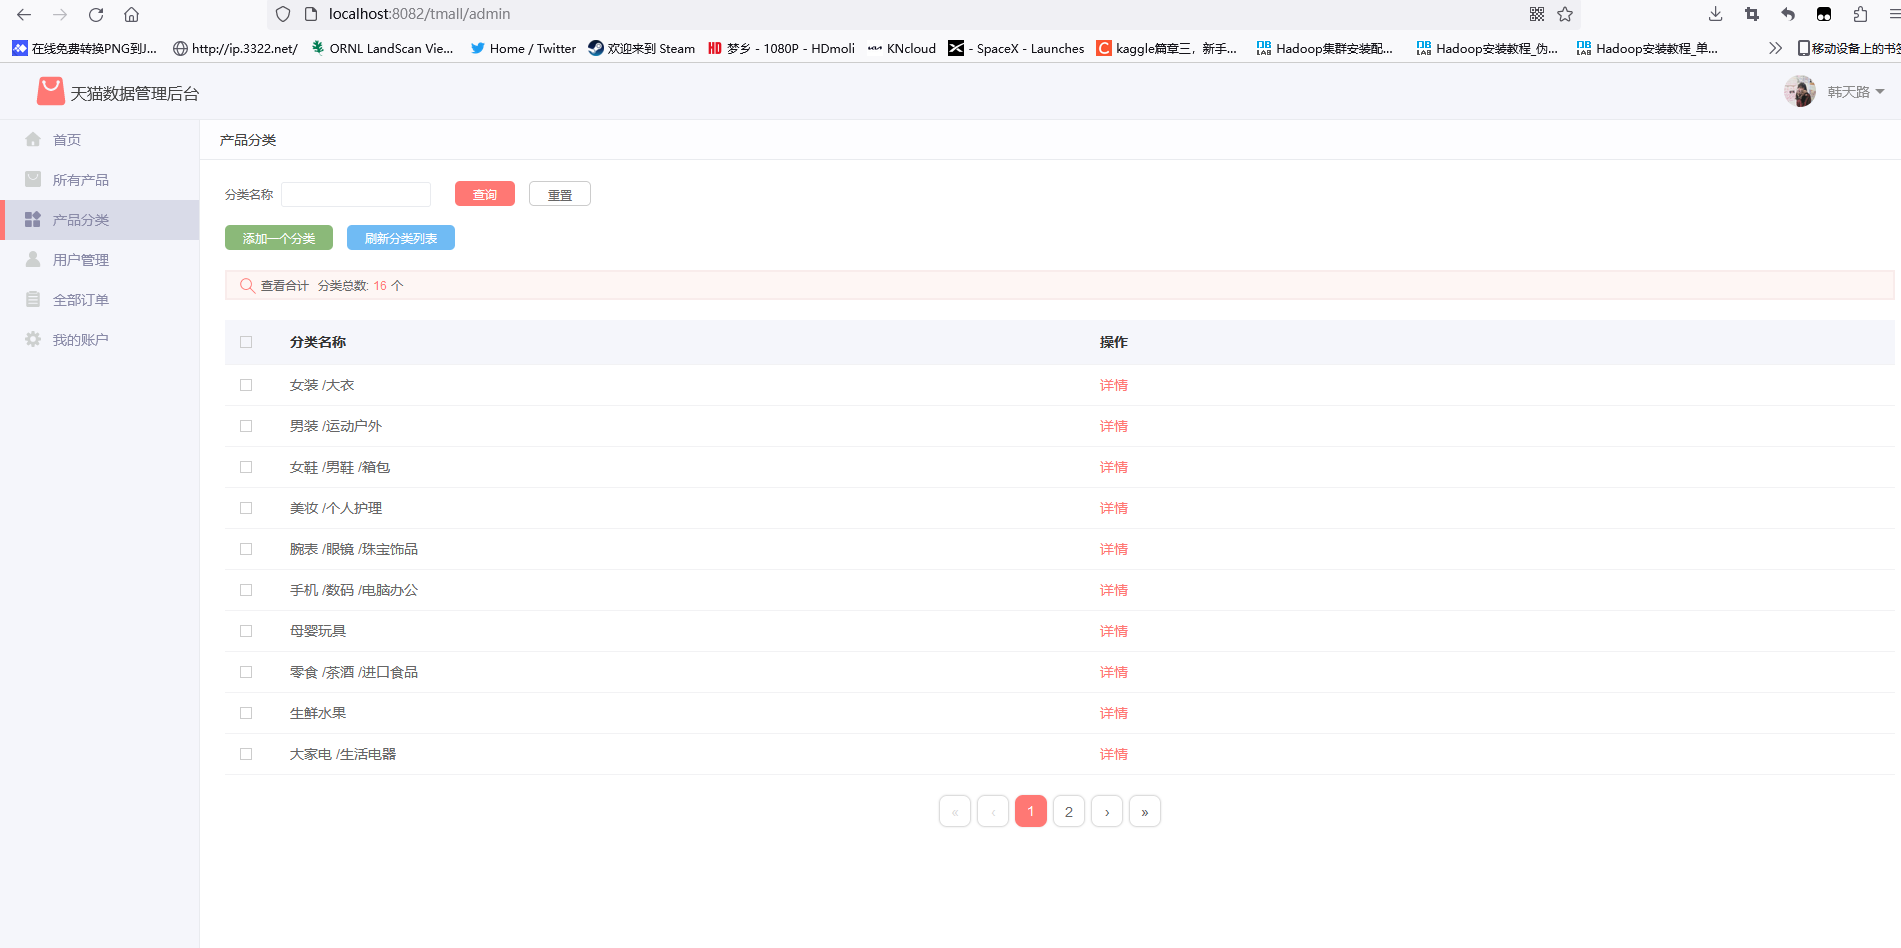 localhost:8082/tmall/admin
在线免费转换PNG到J... http://ip.3322.net/ ORNL LandScan Vie... Home / Twitter 欢迎来到 Steam HD 梦乡 - 1080P - HDmoli KNcloud - SpaceX - Launches kaggle篇章三，新手... Hadoop集群安装配... Hadoop安装教程_伪... Hadoop安装教程_单... 移动设备上的书签
天猫数据管理后台 韩天路
首页
所有产品
产品分类
用户管理
全部订单
我的账户
产品分类
分类名称 查询 重置
添加一个分类 刷新分类列表
查看合计 分类总数: 16 个
分类名称 操作
女装 /大衣 详情
男装 /运动户外 详情
女鞋 /男鞋 /箱包 详情
美妆 /个人护理 详情
腕表 /眼镜 /珠宝饰品 详情
手机 /数码 /电脑办公 详情
母婴玩具 详情
零食 /茶酒 /进口食品 详情
生鲜水果 详情
大家电 /生活电器 详情
« ‹ 1 2 › »